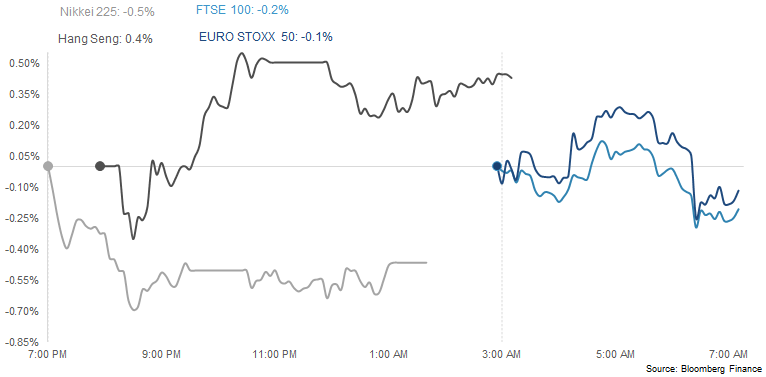 Nikkei 225: -0.5%
FTSE 100: -0.2%
Hang Seng: 0.4%
EURO STOXX 50: -0.1%
0.50%
0.35%
0.20%
0.05%
-0.10%
-0.25%
-0.40%
-0.55%
-0.70%
-0.85%
7:00 PM
9:00 PM
11:00 PM
1:00 AM
3:00 AM
5:00 AM
7:00 AM
Source: Bloomberg Finance